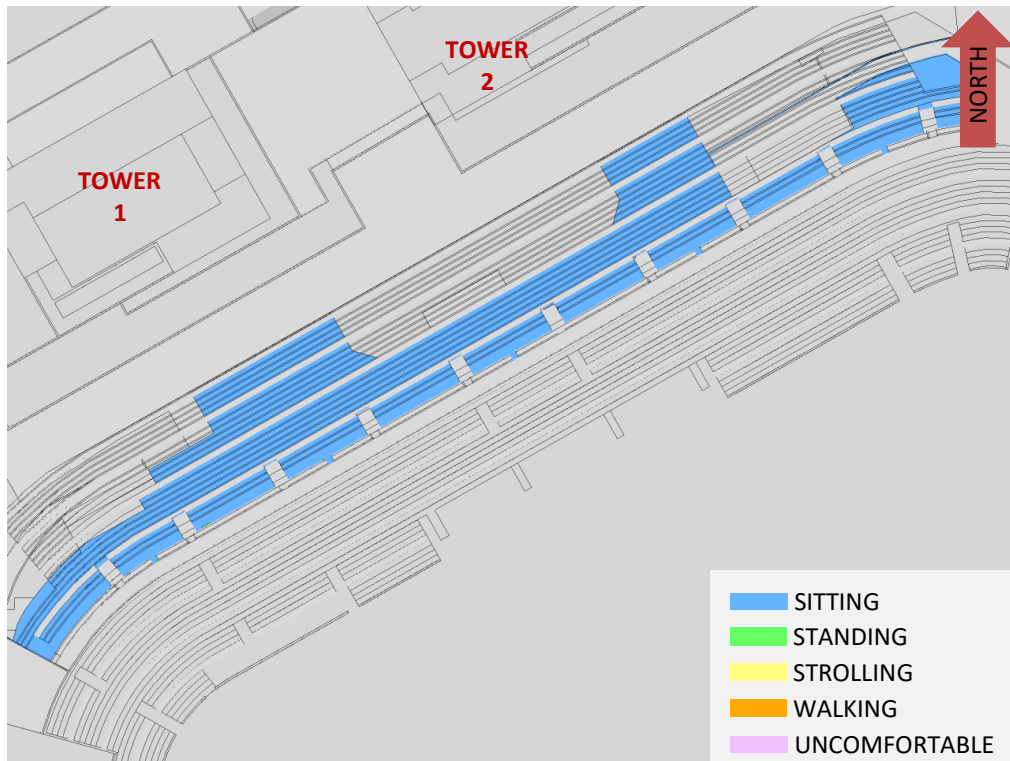 TOWER
2
NORTH
TOWER
1
SITTING
STANDING
STROLLING
WALKING
UNCOMFORTABLE